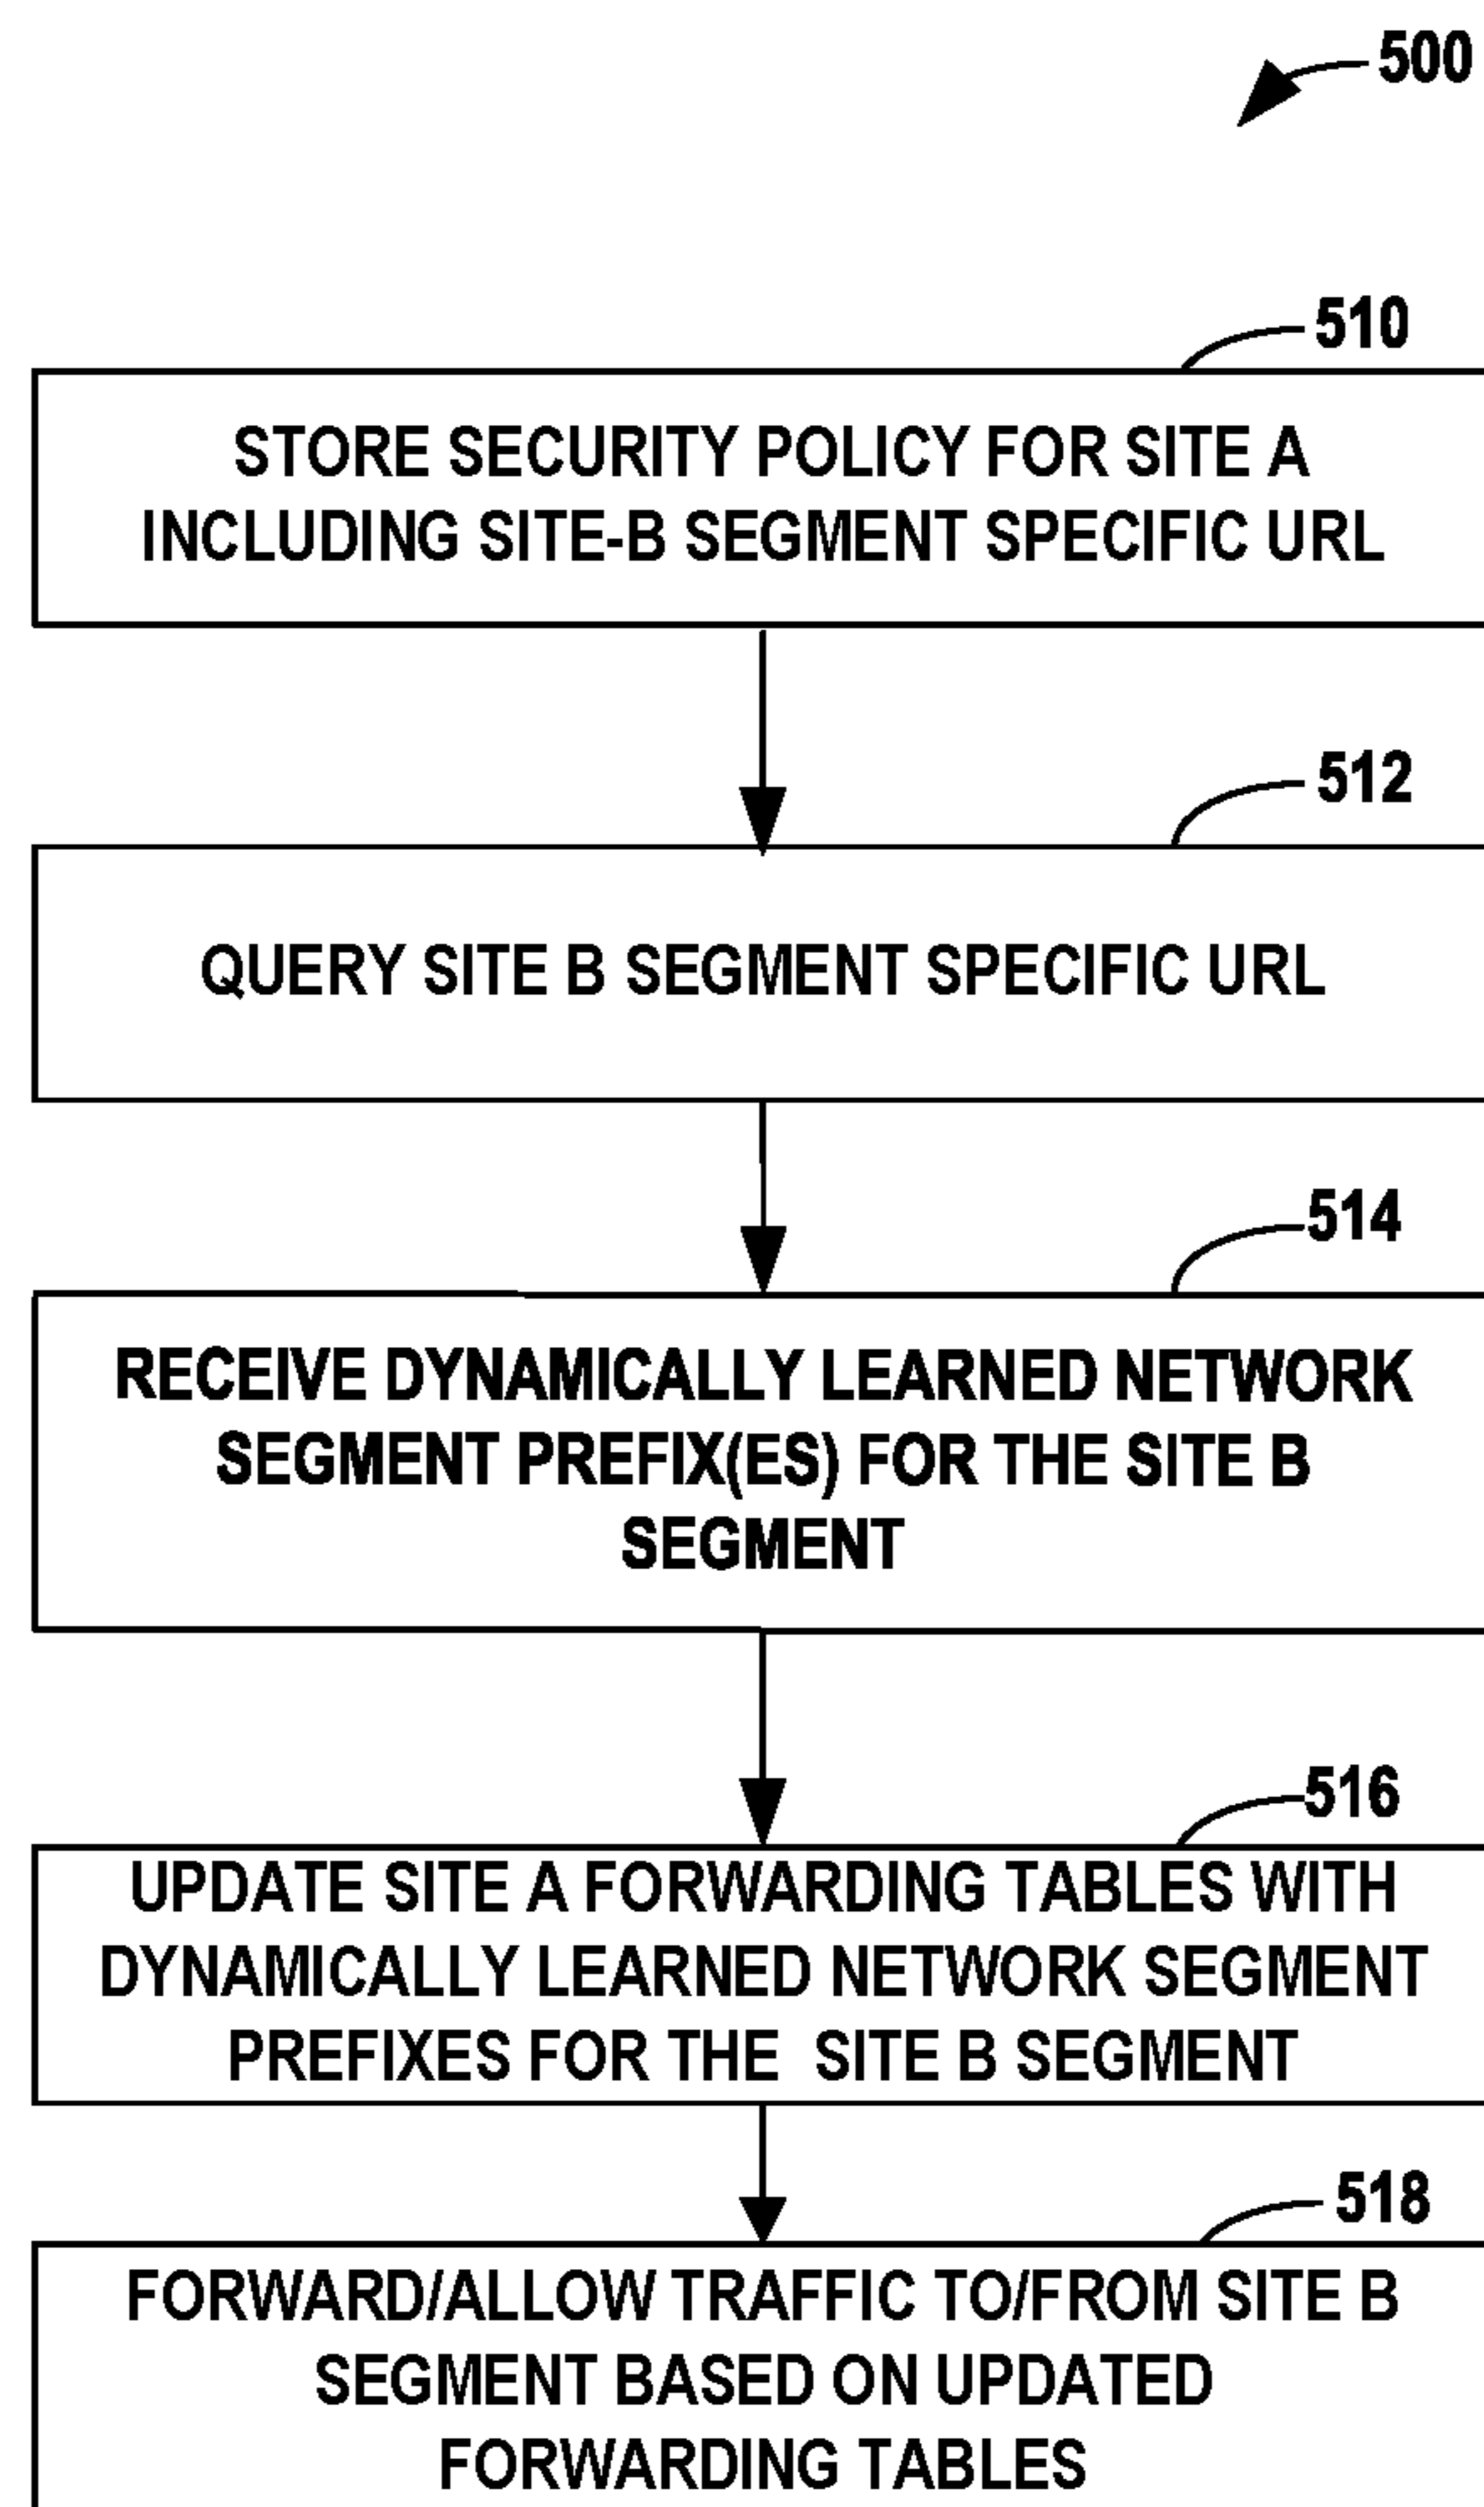 500
510
STORE SECURITY POLICY FOR SITE A
INCLUDING SITE-B SEGMENT SPECIFIC URL
512
QUERY SITE B SEGMENT SPECIFIC URL
514
RECEIVE DYNAMICALLY LEARNED NETWORK
SEGMENT PREFIX(ES) FOR THE SITE B
SEGMENT
516
UPDATE SITE A FORWARDING TABLES WITH
DYNAMICALLY LEARNED NETWORK SEGMENT
PREFIXES FOR THE SITE B SEGMENT
518
FORWARD/ALLOW TRAFFIC TO/FROM SITE B
SEGMENT BASED ON UPDATED
FORWARDING TABLES